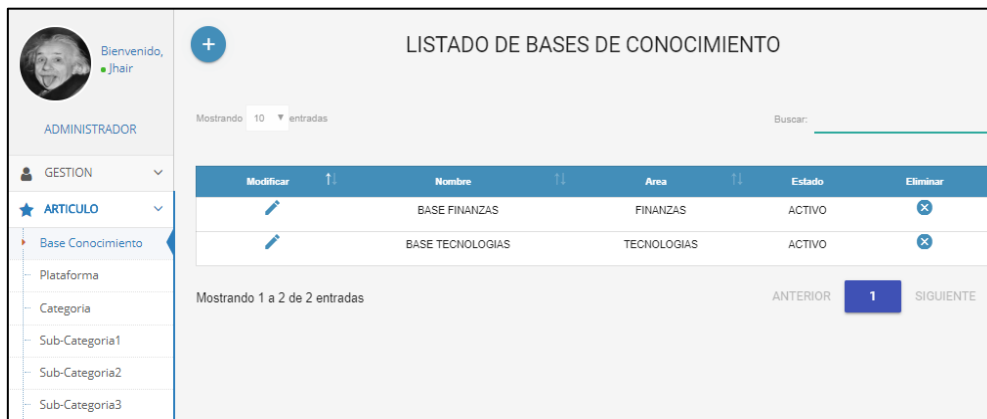 Bienvenido,
Jhair
ADMINISTRADOR
GESTION
ARTICULO
Base Conocimiento
Plataforma
Categoria
Sub-Categoria1
Sub-Categoria2
Sub-Categoria3
+
LISTADO DE BASES DE CONOCIMIENTO
Mostrando 10 entradas
Buscar:
Modificar Nombre Area Estado Eliminar
BASE FINANZAS FINANZAS ACTIVO
BASE TECNOLOGIAS TECNOLOGIAS ACTIVO
Mostrando 1 a 2 de 2 entradas
ANTERIOR 1 SIGUIENTE